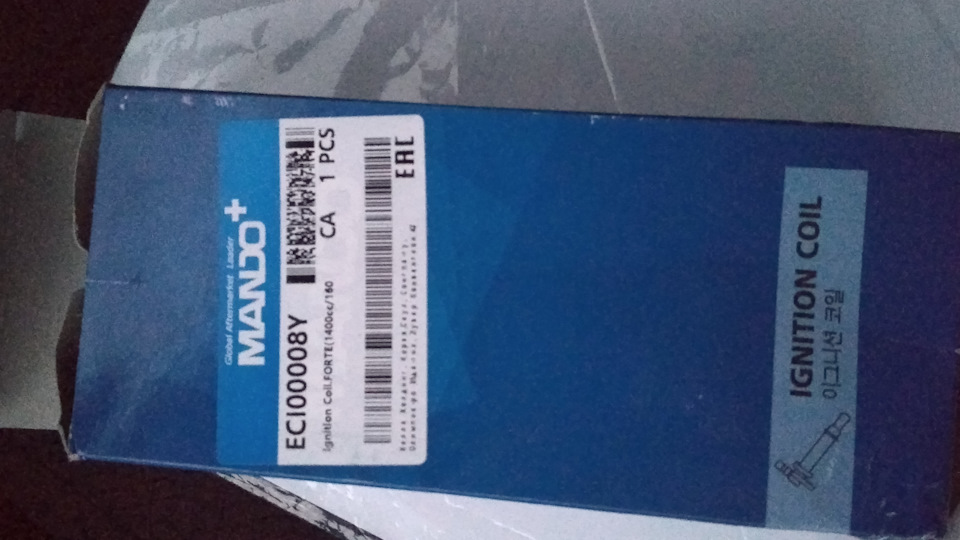 Global Aftermarket Leader
MANDO+
ECI00008Y
Ignition Coil.FORTE(1400cc/160
CA 1 PCS
EAC
IGNITION COIL
이그니션 코일